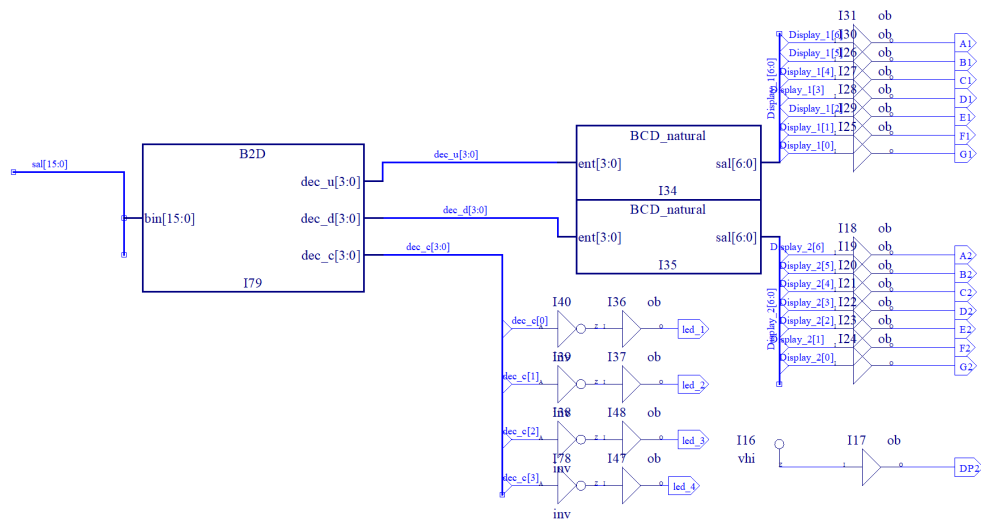 sal[15:0]
B2D
bin[15:0]
dec_u[3:0]
dec_d[3:0]
dec_c[3:0]
I79
dec_u[3:0]
dec_d[3:0]
dec_c[3:0]
BCD_natural
ent[3:0]
sal[6:0]
I34
BCD_natural
ent[3:0]
sal[6:0]
I35
Display_1[6:0]
I31 ob
Display_1[6] I30 ob A1
Display_1[5] I26 ob B1
Display_1[4] I27 ob C1
Display_1[3] I28 ob D1
Display_1[2] I29 ob E1
Display_1[1] I25 ob F1
Display_1[0] G1
Display_2[6:0]
I18 ob
Display_2[6] I19 ob A2
Display_2[5] I20 ob B2
Display_2[4] I21 ob C2
Display_2[3] I22 ob D2
Display_2[2] I23 ob E2
Display_2[1] I24 ob F2
Display_2[0] G2
I40 I36 ob
dec_c[0] A Z I O led_1
inv
I39 I37 ob
dec_c[1] A Z I O led_2
inv
I38 I48 ob
dec_c[2] A Z I O led_3
inv
I78 I47 ob
dec_c[3] A Z I O led_4
inv
I16
vhi
Z
I17 ob
I O DP2